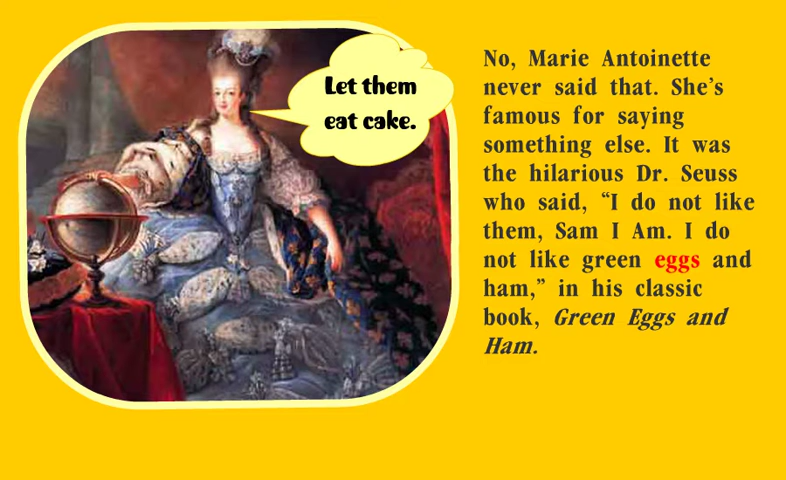 Let them
eat cake.
No, Marie Antoinette
never said that. She's
famous for saying
something else. It was
the hilarious Dr. Seuss
who said, “I do not like
them, Sam I Am. I do
not like green eggs and
ham,” in his classic
book, Green Eggs and
Ham.